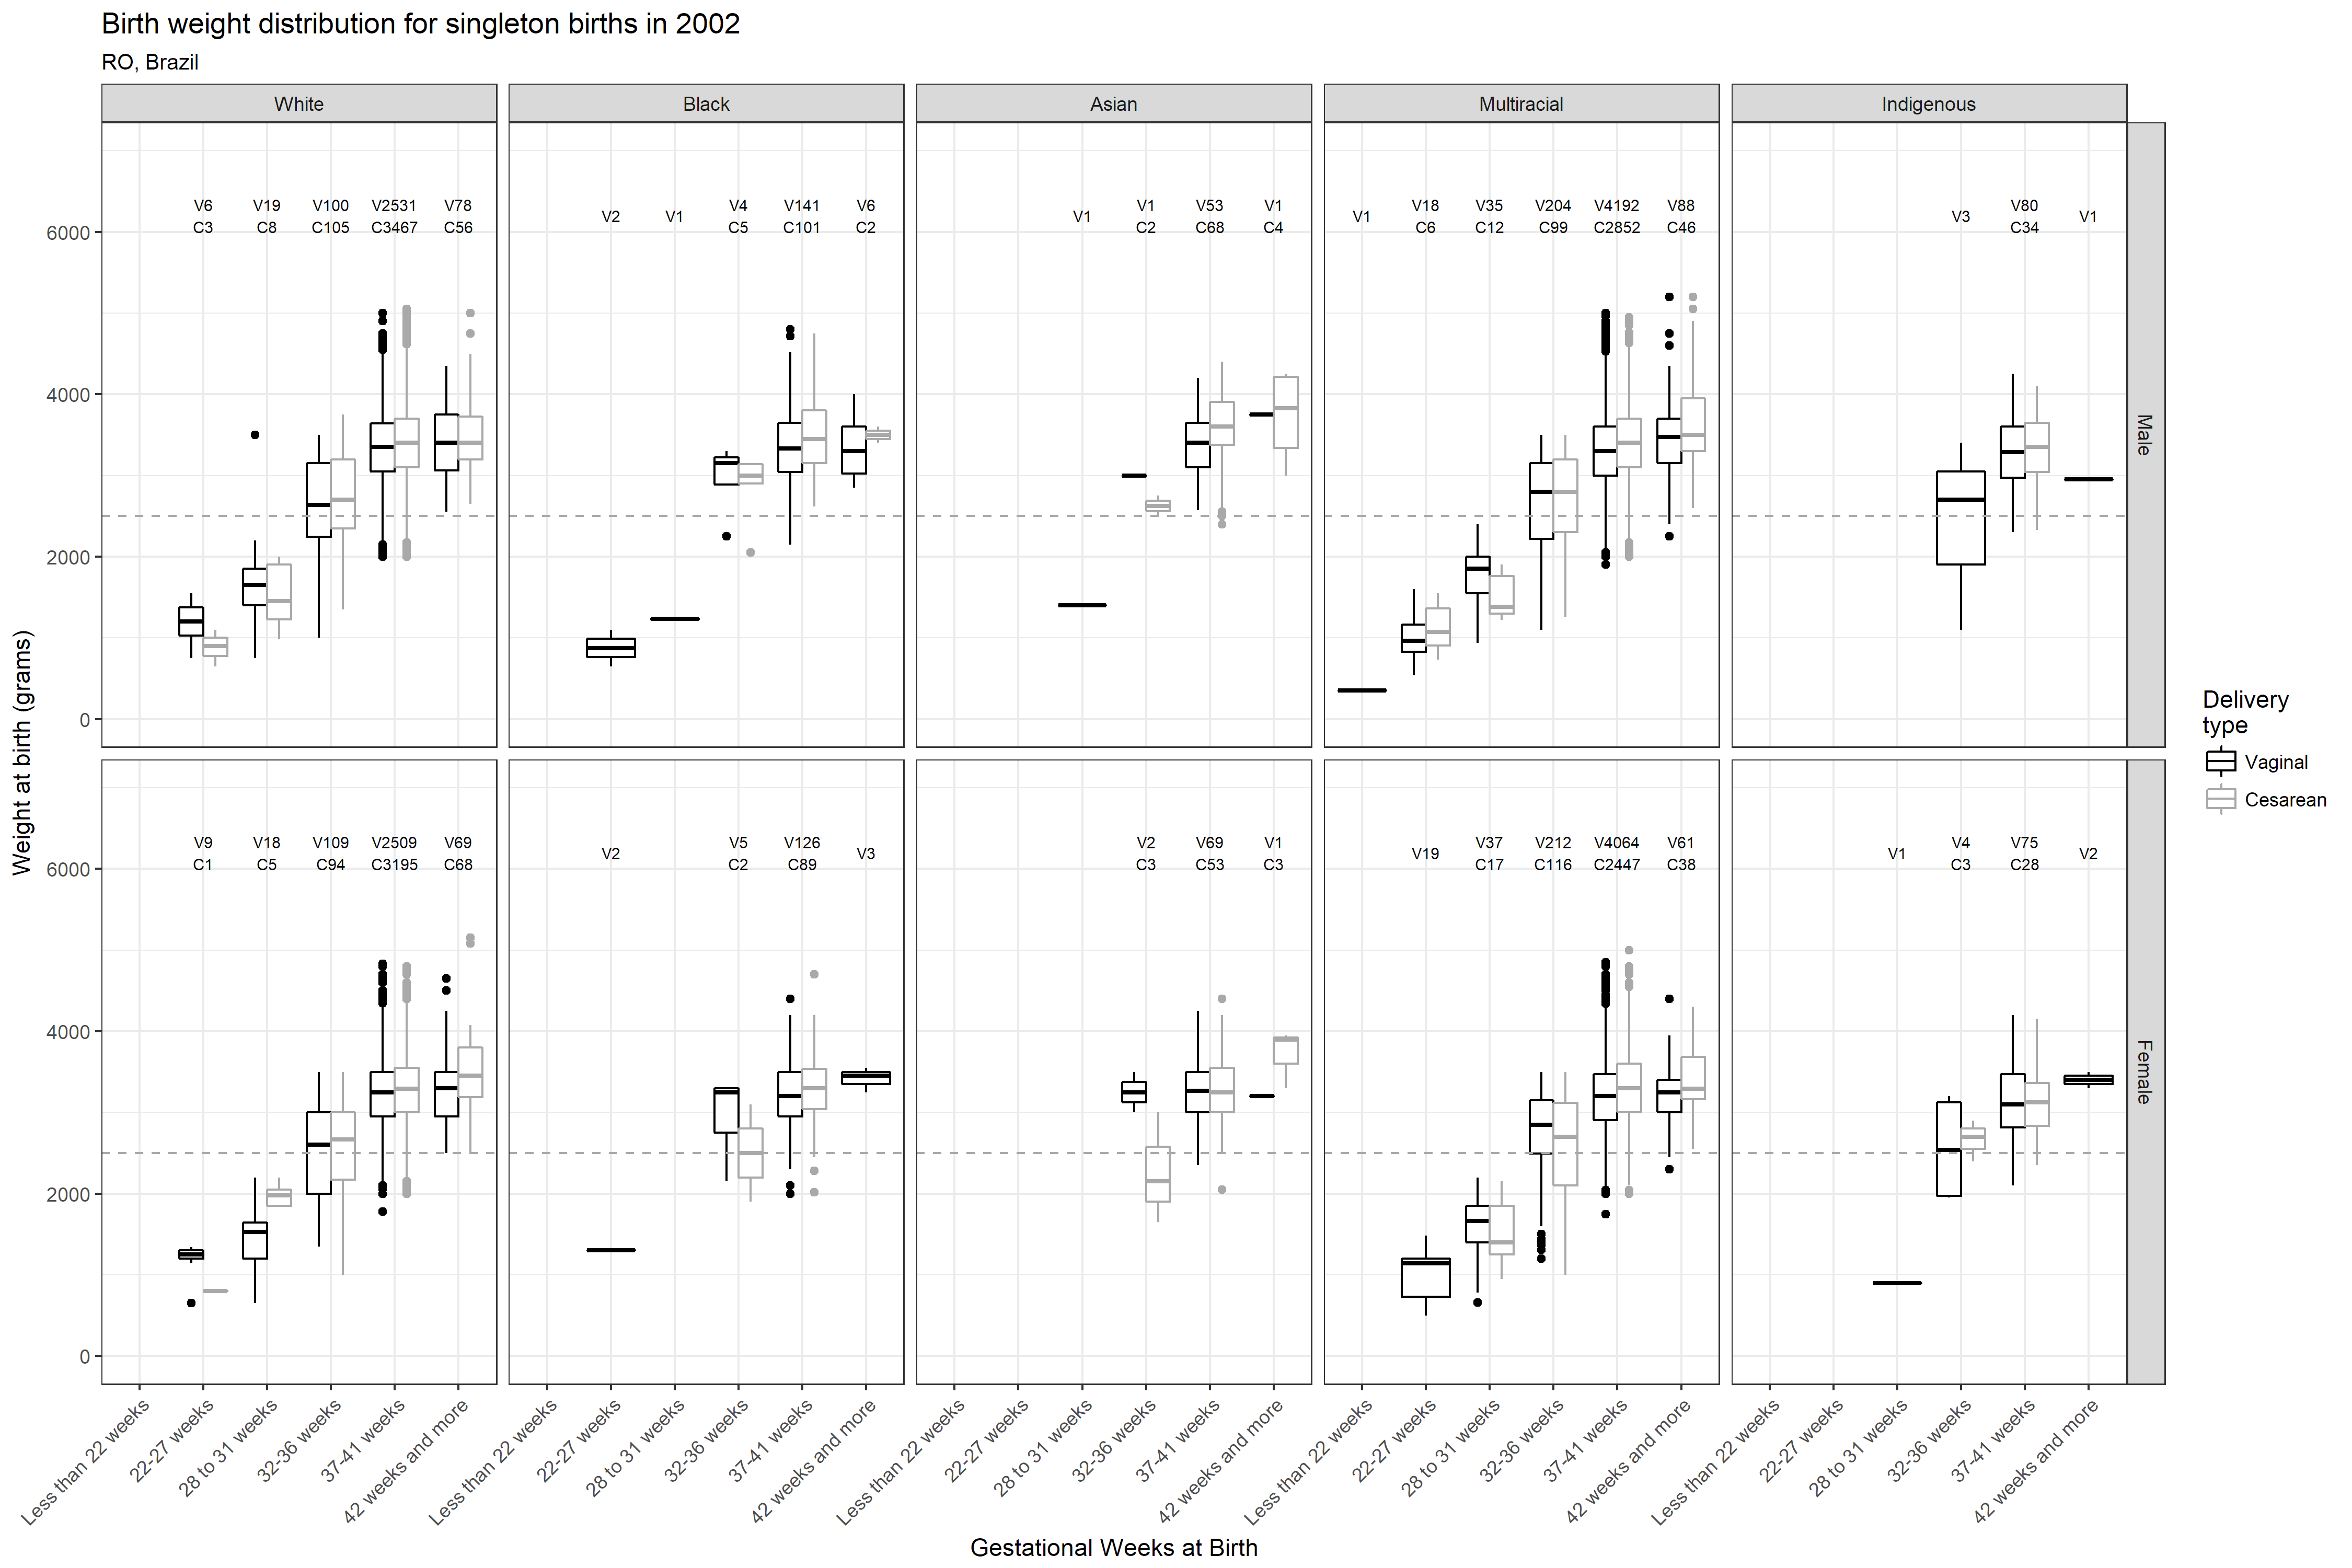 Birth weight distribution for singleton births in 2002
RO, Brazil
White Black Asian Multiracial Indigenous
V6 V19 V100 V2531 V78
C3 C8 C105 C3467 C56
V2 V1 V4 V141 V6
C5 C101 C2
V1 V1 V53 V1
C2 C68 C4
V1 V18 V35 V204 V4192 V88
C6 C12 C99 C2852 C46
V3 V80 V1
C34
6000
4000
2000
0
Male
V9 V18 V109 V2509 V69
C1 C5 C94 C3195 C68
V2 V5 V126 V3
C2 C89
V2 V69 V1
C3 C53 C3
V19 V37 V212 V4064 V61
C17 C116 C2447 C38
V1 V4 V75 V2
C3 C28
6000
4000
2000
0
Female
Weight at birth (grams)
Less than 22 weeks
22-27 weeks
28 to 31 weeks
32-36 weeks
37-41 weeks
42 weeks and more
Less than 22 weeks
22-27 weeks
28 to 31 weeks
32-36 weeks
37-41 weeks
42 weeks and more
Less than 22 weeks
22-27 weeks
28 to 31 weeks
32-36 weeks
37-41 weeks
42 weeks and more
Less than 22 weeks
22-27 weeks
28 to 31 weeks
32-36 weeks
37-41 weeks
42 weeks and more
Less than 22 weeks
22-27 weeks
28 to 31 weeks
32-36 weeks
37-41 weeks
42 weeks and more
Gestational Weeks at Birth
Delivery
type
Vaginal
Cesarean